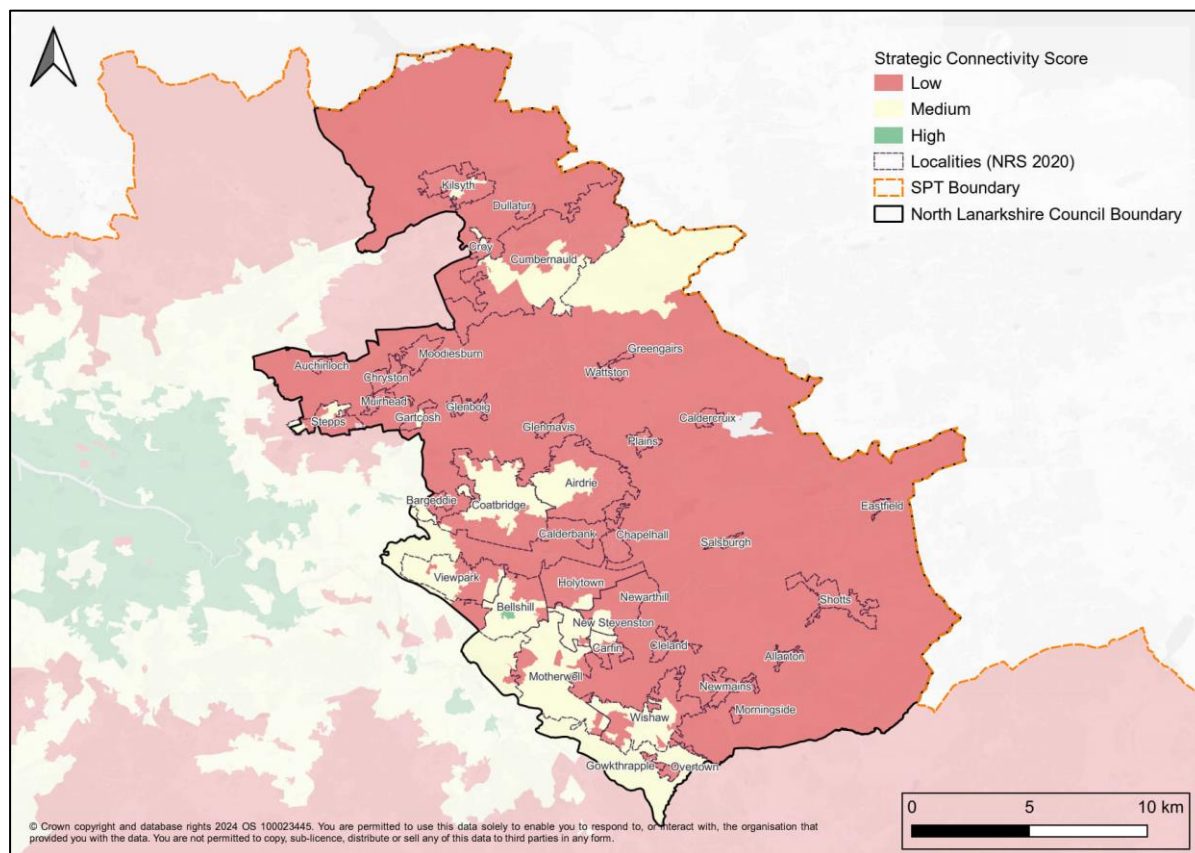 Strategic Connectivity Score
Low
Medium
High
Localities (NRS 2020)
SPT Boundary
North Lanarkshire Council Boundary
Kilsyth
Dullatur
Croy
Cumbernauld
Greengairs
Moodiesburn
Auchinloch
Wattston
Chryston
Muirhead
Glenboig
Stepps
Gartcosh
Caldercruix
Glenmavis
Plains
Airdrie
Bargeddie
Coatbridge
Eastfield
Calderbank
Chapelhall
Salsburgh
Viewpark
Holytown
Newarthill
Bellshill
Shotts
New Stevenston
Carfin
Cleland
Allanton
Motherwell
Newmains
Morningside
Wishaw
Gowkthrapple
Overtown
0 5 10 km
© Crown copyright and database rights 2024 OS 100023445. You are permitted to use this data solely to enable you to respond to, or interact with, the organisation that
provided you with the data. You are not permitted to copy, sub-licence, distribute or sell any of this data to third parties in any form.